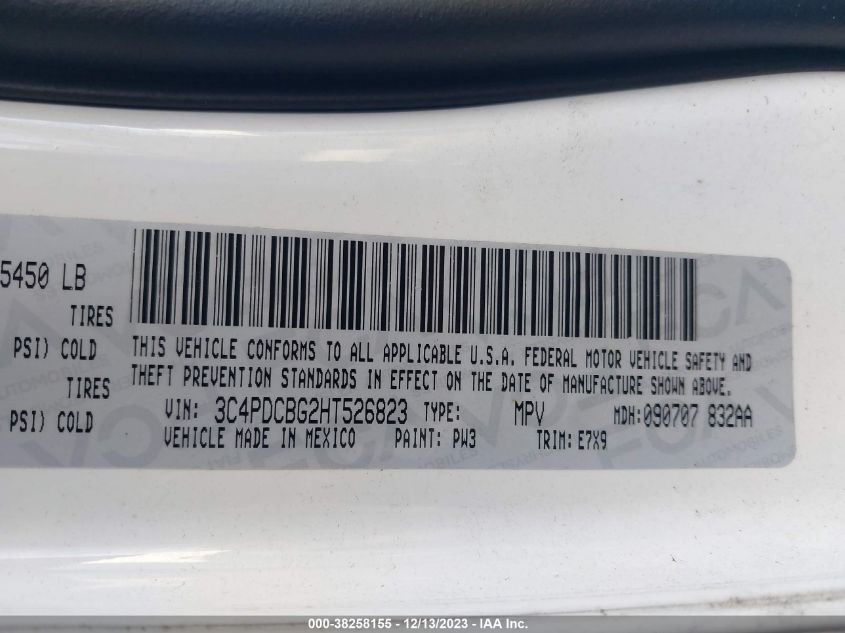 5450 LB
TIRES
PSI) COLD
TIRES
PSI) COLD
THIS VEHICLE CONFORMS TO ALL APPLICABLE U.S.A. FEDERAL MOTOR VEHICLE SAFETY AND
THEFT PREVENTION STANDARDS IN EFFECT ON THE DATE OF MANUFACTURE SHOWN ABOVE.
VIN: 3C4PDCBG2HT526823 TYPE: MPV MDH:090707 832AA
VEHICLE MADE IN MEXICO PAINT: PW3 TRIM: E7X9
000-38258155 - 12/13/2023 - IAA Inc.